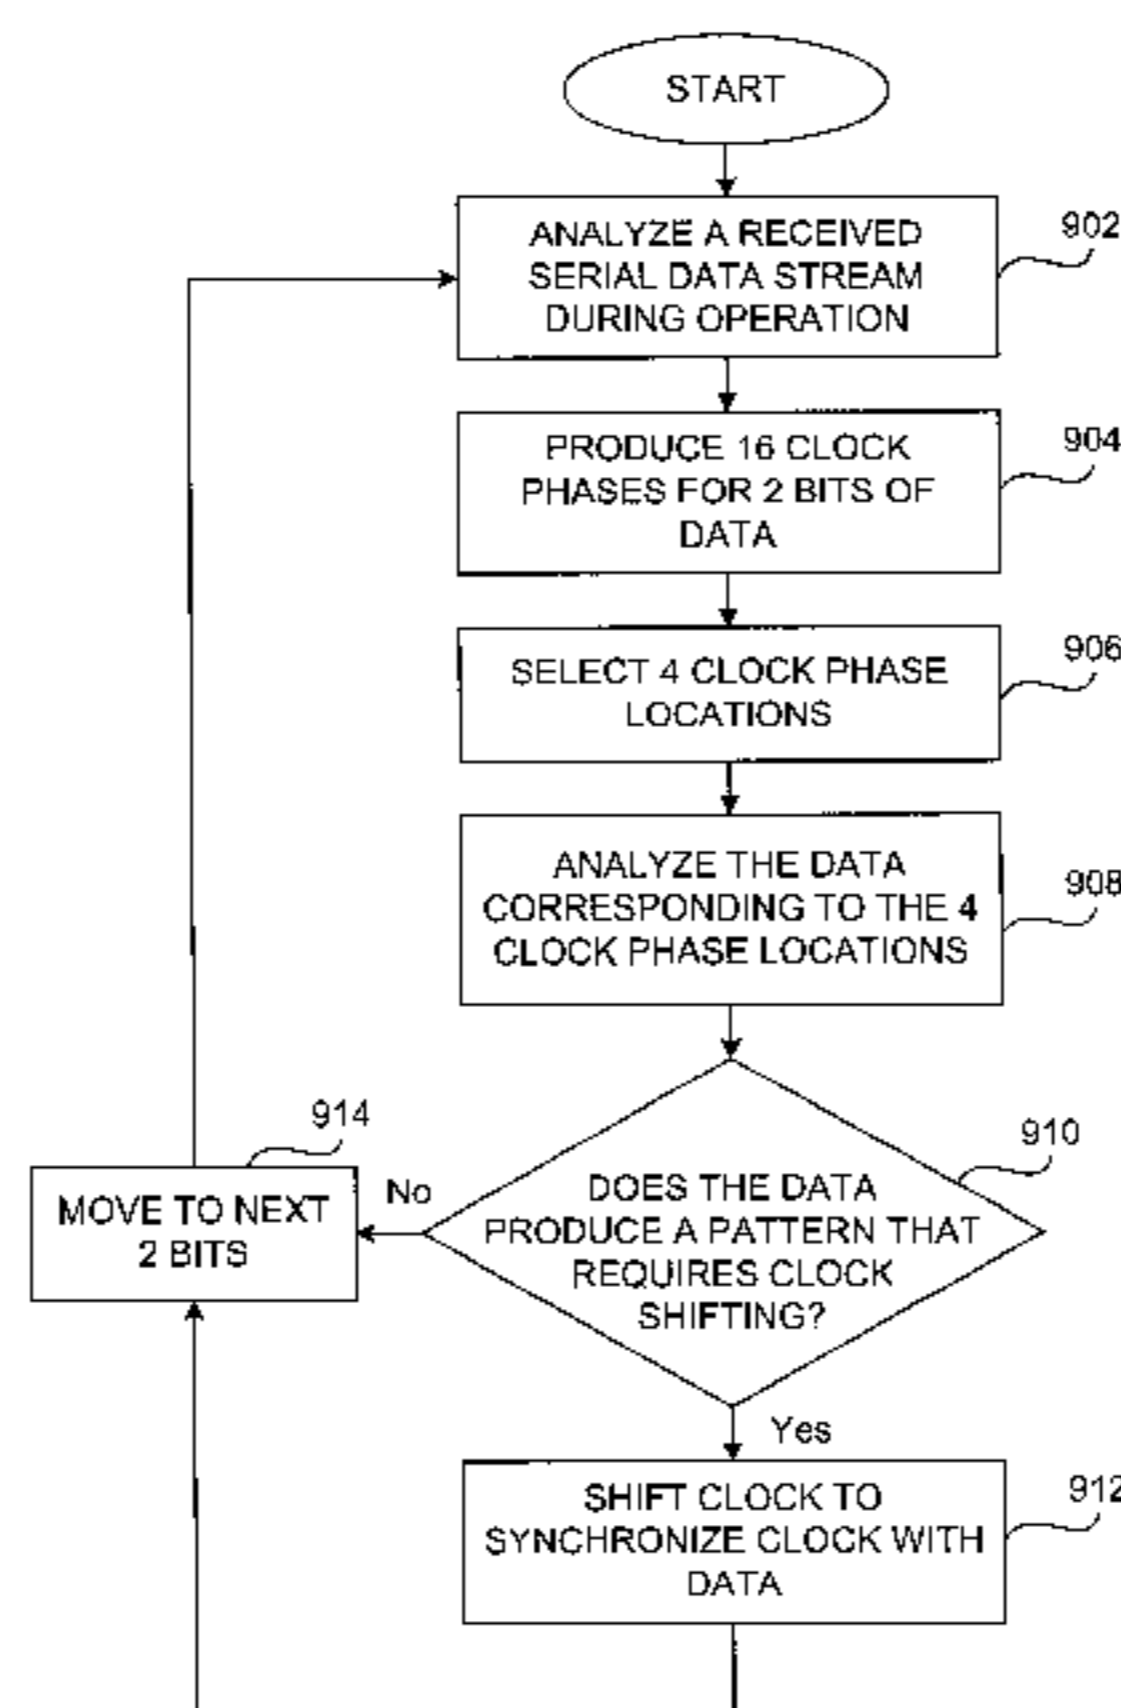 START
ANALYZE A RECEIVED
SERIAL DATA STREAM
DURING OPERATION
902
PRODUCE 16 CLOCK
PHASES FOR 2 BITS OF
DATA
904
SELECT 4 CLOCK PHASE
LOCATIONS
906
ANALYZE THE DATA
CORRESPONDING TO THE 4
CLOCK PHASE LOCATIONS
908
DOES THE DATA
PRODUCE A PATTERN THAT
REQUIRES CLOCK
SHIFTING?
910
No
914
MOVE TO NEXT
2 BITS
Yes
SHIFT CLOCK TO
SYNCHRONIZE CLOCK WITH
DATA
912